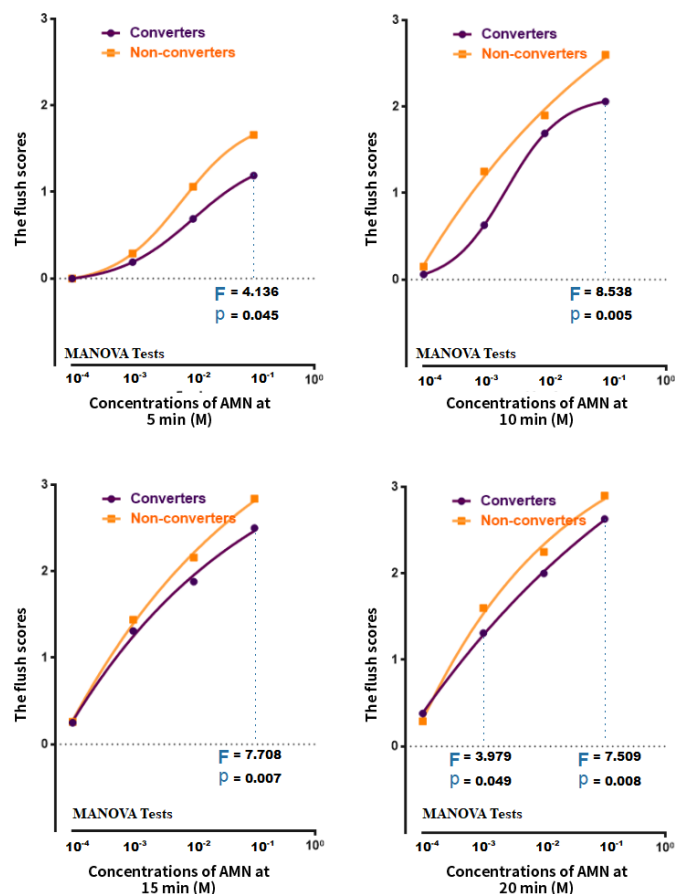 3
Converters
Non-converters
2
The flush scores
1
0
F = 4.136
p = 0.045
MANOVA Tests
10⁻⁴ 10⁻³ 10⁻² 10⁻¹ 10⁰
Concentrations of AMN at
5 min (M)
3
Converters
Non-converters
2
The flush scores
1
0
F = 8.538
p = 0.005
MANOVA Tests
10⁻⁴ 10⁻³ 10⁻² 10⁻¹ 10⁰
Concentrations of AMN at
10 min (M)
3
Converters
Non-converters
2
The flush scores
1
0
F = 7.708
p = 0.007
MANOVA Tests
10⁻⁴ 10⁻³ 10⁻² 10⁻¹ 10⁰
Concentrations of AMN at
15 min (M)
3
Converters
Non-converters
2
The flush scores
1
0
F = 3.979 F = 7.509
p = 0.049 p = 0.008
MANOVA Tests
10⁻⁴ 10⁻³ 10⁻² 10⁻¹ 10⁰
Concentrations of AMN at
20 min (M)